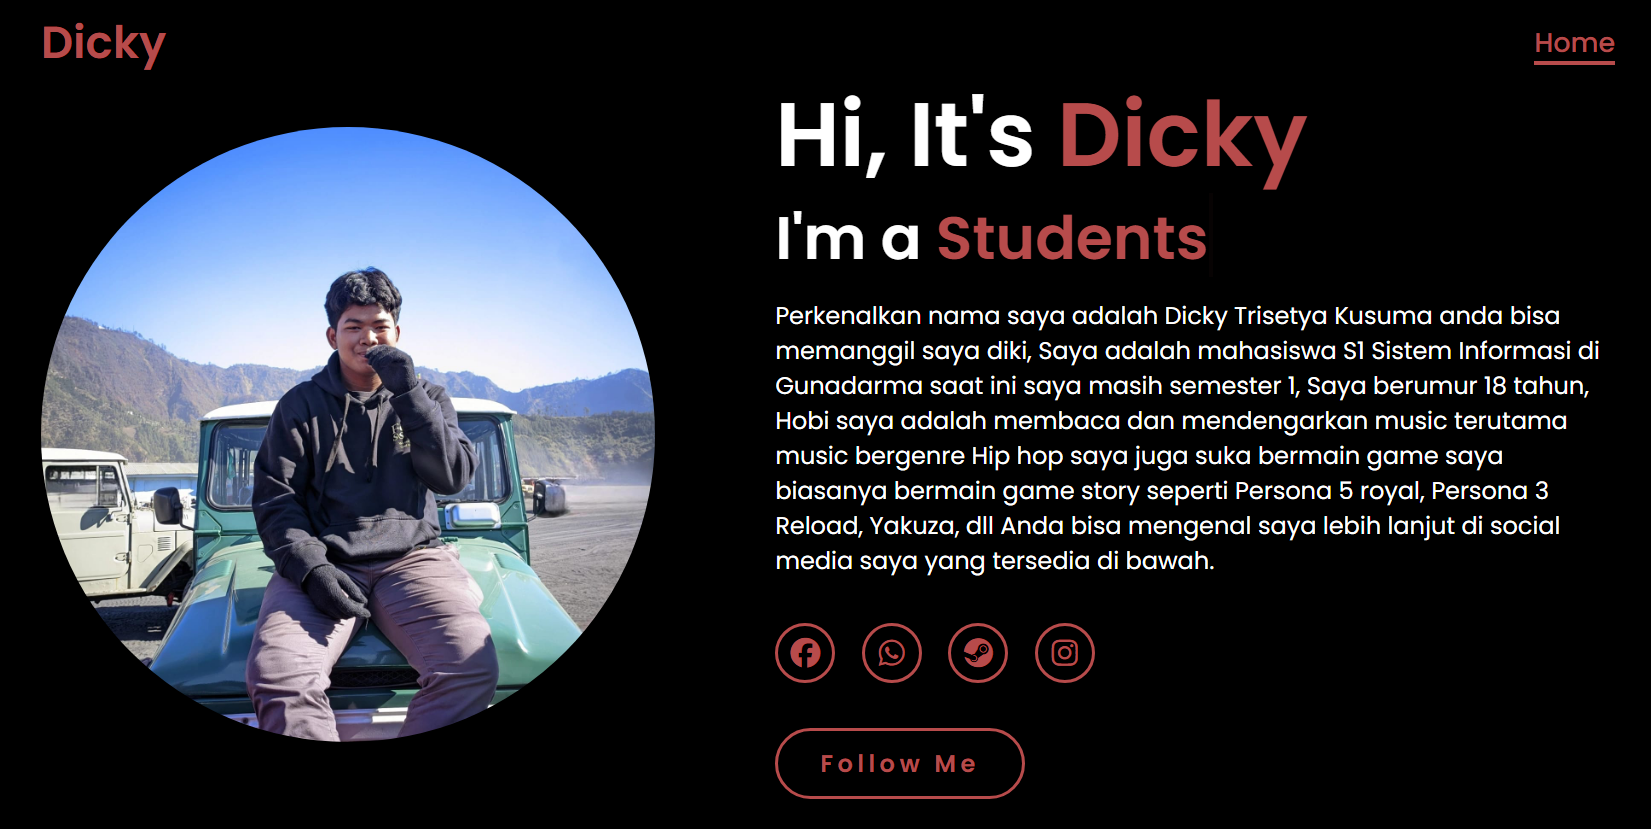 Dicky
Home
Hi, It's Dicky
I'm a Students
Perkenalkan nama saya adalah Dicky Trisetya Kusuma anda bisa
memanggil saya diki, Saya adalah mahasiswa S1 Sistem Informasi di
Gunadarma saat ini saya masih semester 1, Saya berumur 18 tahun,
Hobi saya adalah membaca dan mendengarkan music terutama
music bergenre Hip hop saya juga suka bermain game saya
biasanya bermain game story seperti Persona 5 royal, Persona 3
Reload, Yakuza, dll Anda bisa mengenal saya lebih lanjut di social
media saya yang tersedia di bawah.
Follow Me